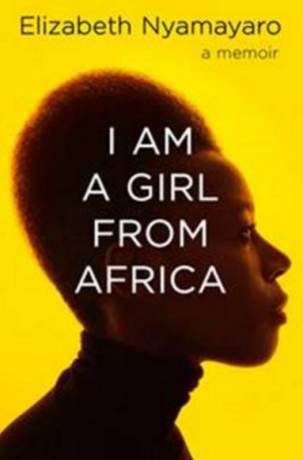 Elizabeth Nyamayaro
a memoir
I AM
A GIRL
FROM
AFRICA